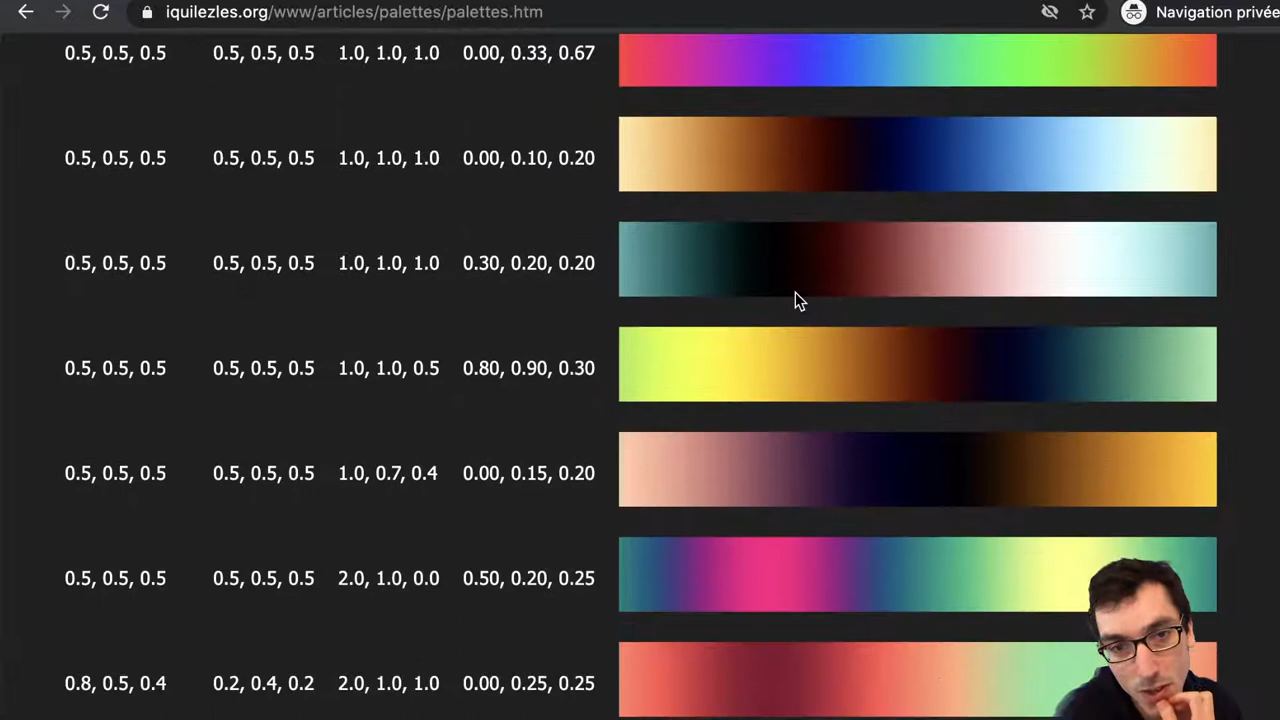 iquilezles.org/www/articles/palettes/palettes.htm Navigation privée
0.5, 0.5, 0.5 0.5, 0.5, 0.5 1.0, 1.0, 1.0 0.00, 0.33, 0.67
0.5, 0.5, 0.5 0.5, 0.5, 0.5 1.0, 1.0, 1.0 0.00, 0.10, 0.20
0.5, 0.5, 0.5 0.5, 0.5, 0.5 1.0, 1.0, 1.0 0.30, 0.20, 0.20
0.5, 0.5, 0.5 0.5, 0.5, 0.5 1.0, 1.0, 0.5 0.80, 0.90, 0.30
0.5, 0.5, 0.5 0.5, 0.5, 0.5 1.0, 0.7, 0.4 0.00, 0.15, 0.20
0.5, 0.5, 0.5 0.5, 0.5, 0.5 2.0, 1.0, 0.0 0.50, 0.20, 0.25
0.8, 0.5, 0.4 0.2, 0.4, 0.2 2.0, 1.0, 1.0 0.00, 0.25, 0.25